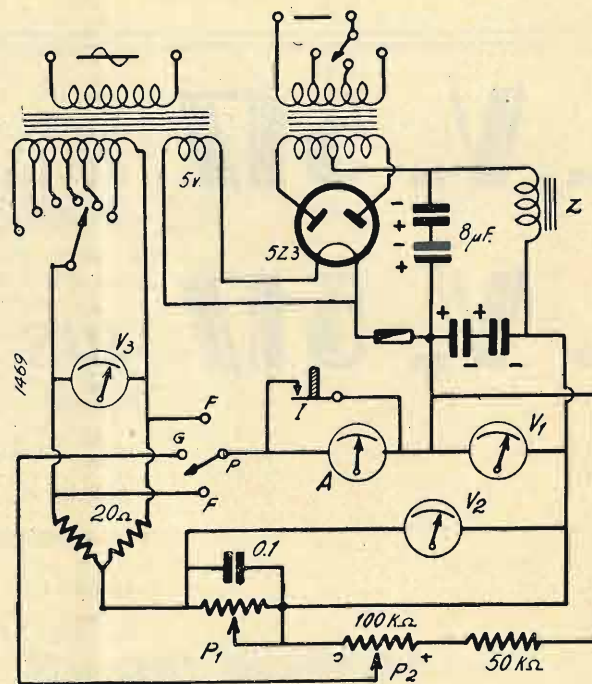 5v.
5Z3
8µF.
Z
+ + - -
- + - +
V3
1469
F
G
P
F
I
A
V1
V2
20Ω
0.1
P1
100 KΩ
o P2 +
50 KΩ